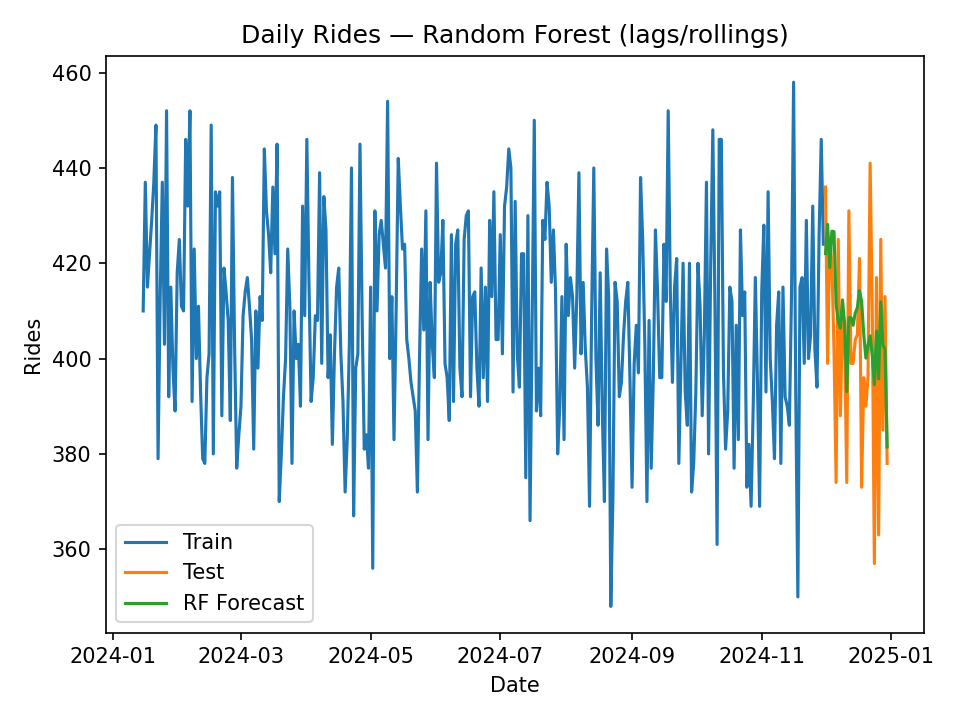 Daily Rides — Random Forest (lags/rollings)
460
440
420
400
380
360
Rides
Train
Test
RF Forecast
2024-01 2024-03 2024-05 2024-07 2024-09 2024-11 2025-01
Date